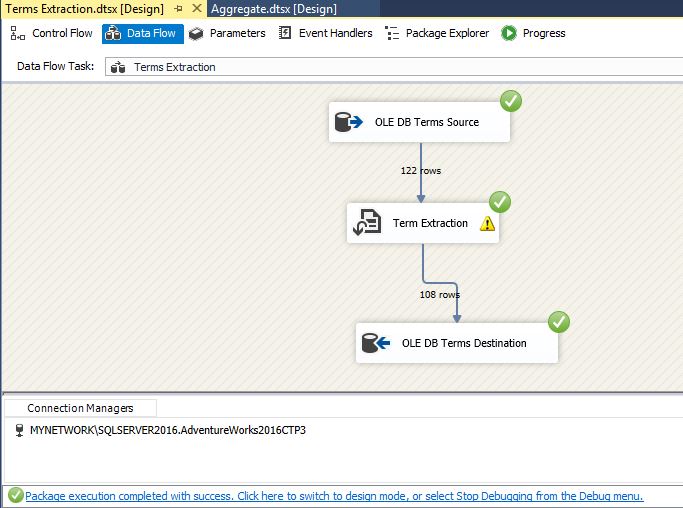 Terms Extraction.dtsx [Design] Aggregate.dtsx [Design]
Control Flow Data Flow Parameters Event Handlers Package Explorer Progress
Data Flow Task: Terms Extraction
OLE DB Terms Source
122 rows
Term Extraction
108 rows
OLE DB Terms Destination
Connection Managers
MYNETWORK\SQLSERVER2016.AdventureWorks2016CTP3
Package execution completed with success. Click here to switch to design mode, or select Stop Debugging from the Debug menu.